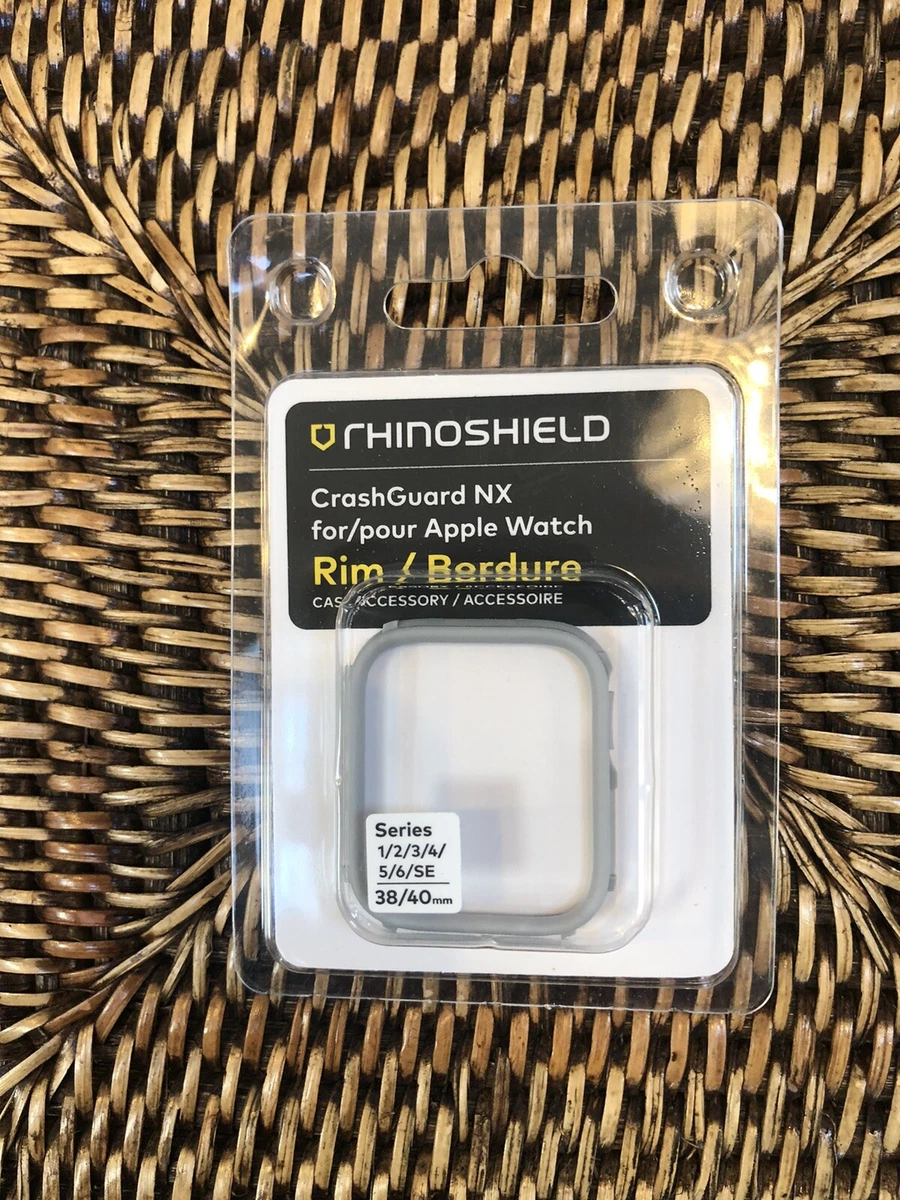 RHINOSHIELD
CrashGuard NX
for/pour Apple Watch
Rim / Bordure
CASE ACCESSORY / ACCESSOIRE
Series
1/2/3/4/
5/6/SE
38/40mm